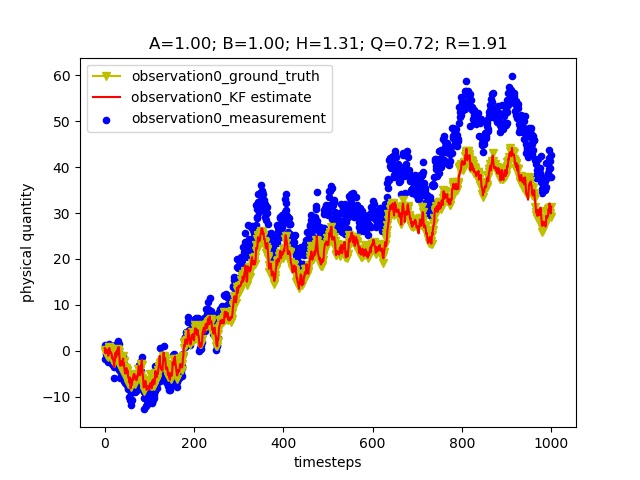 A=1.00; B=1.00; H=1.31; Q=0.72; R=1.91
observation0_ground_truth
observation0_KF estimate
observation0_measurement
physical quantity
60
50
40
30
20
10
0
−10
0 200 400 600 800 1000
timesteps